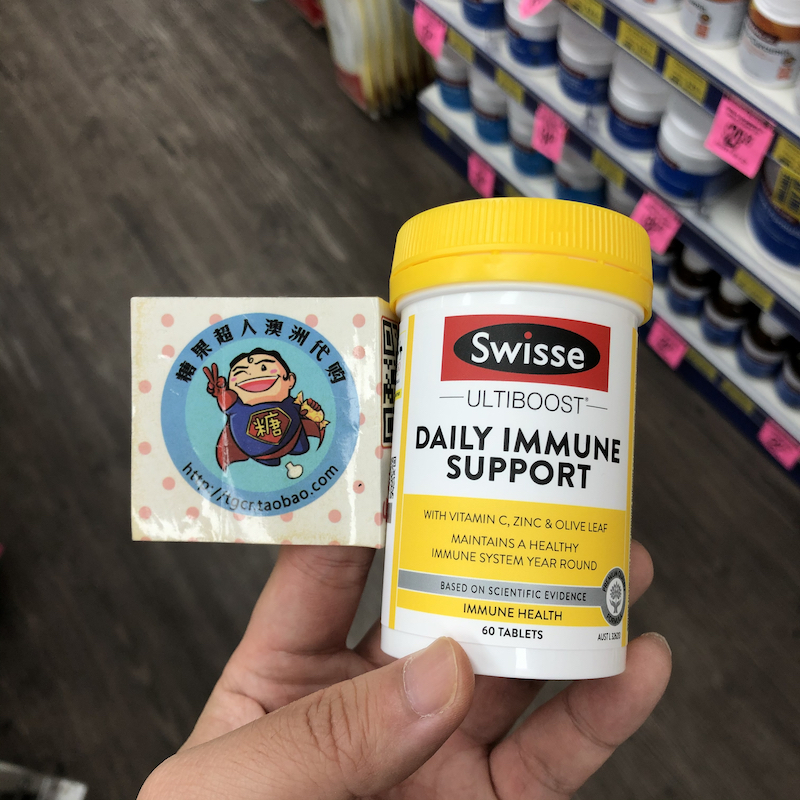 糖果超人澳洲代购
糖
http://tgcr.taobao.com
Swisse
ULTIBOOST®
DAILY IMMUNE
SUPPORT
WITH VITAMIN C, ZINC & OLIVE LEAF
MAINTAINS A HEALTHY
IMMUNE SYSTEM YEAR ROUND
BASED ON SCIENTIFIC EVIDENCE
IMMUNE HEALTH
60 TABLETS
AUST L